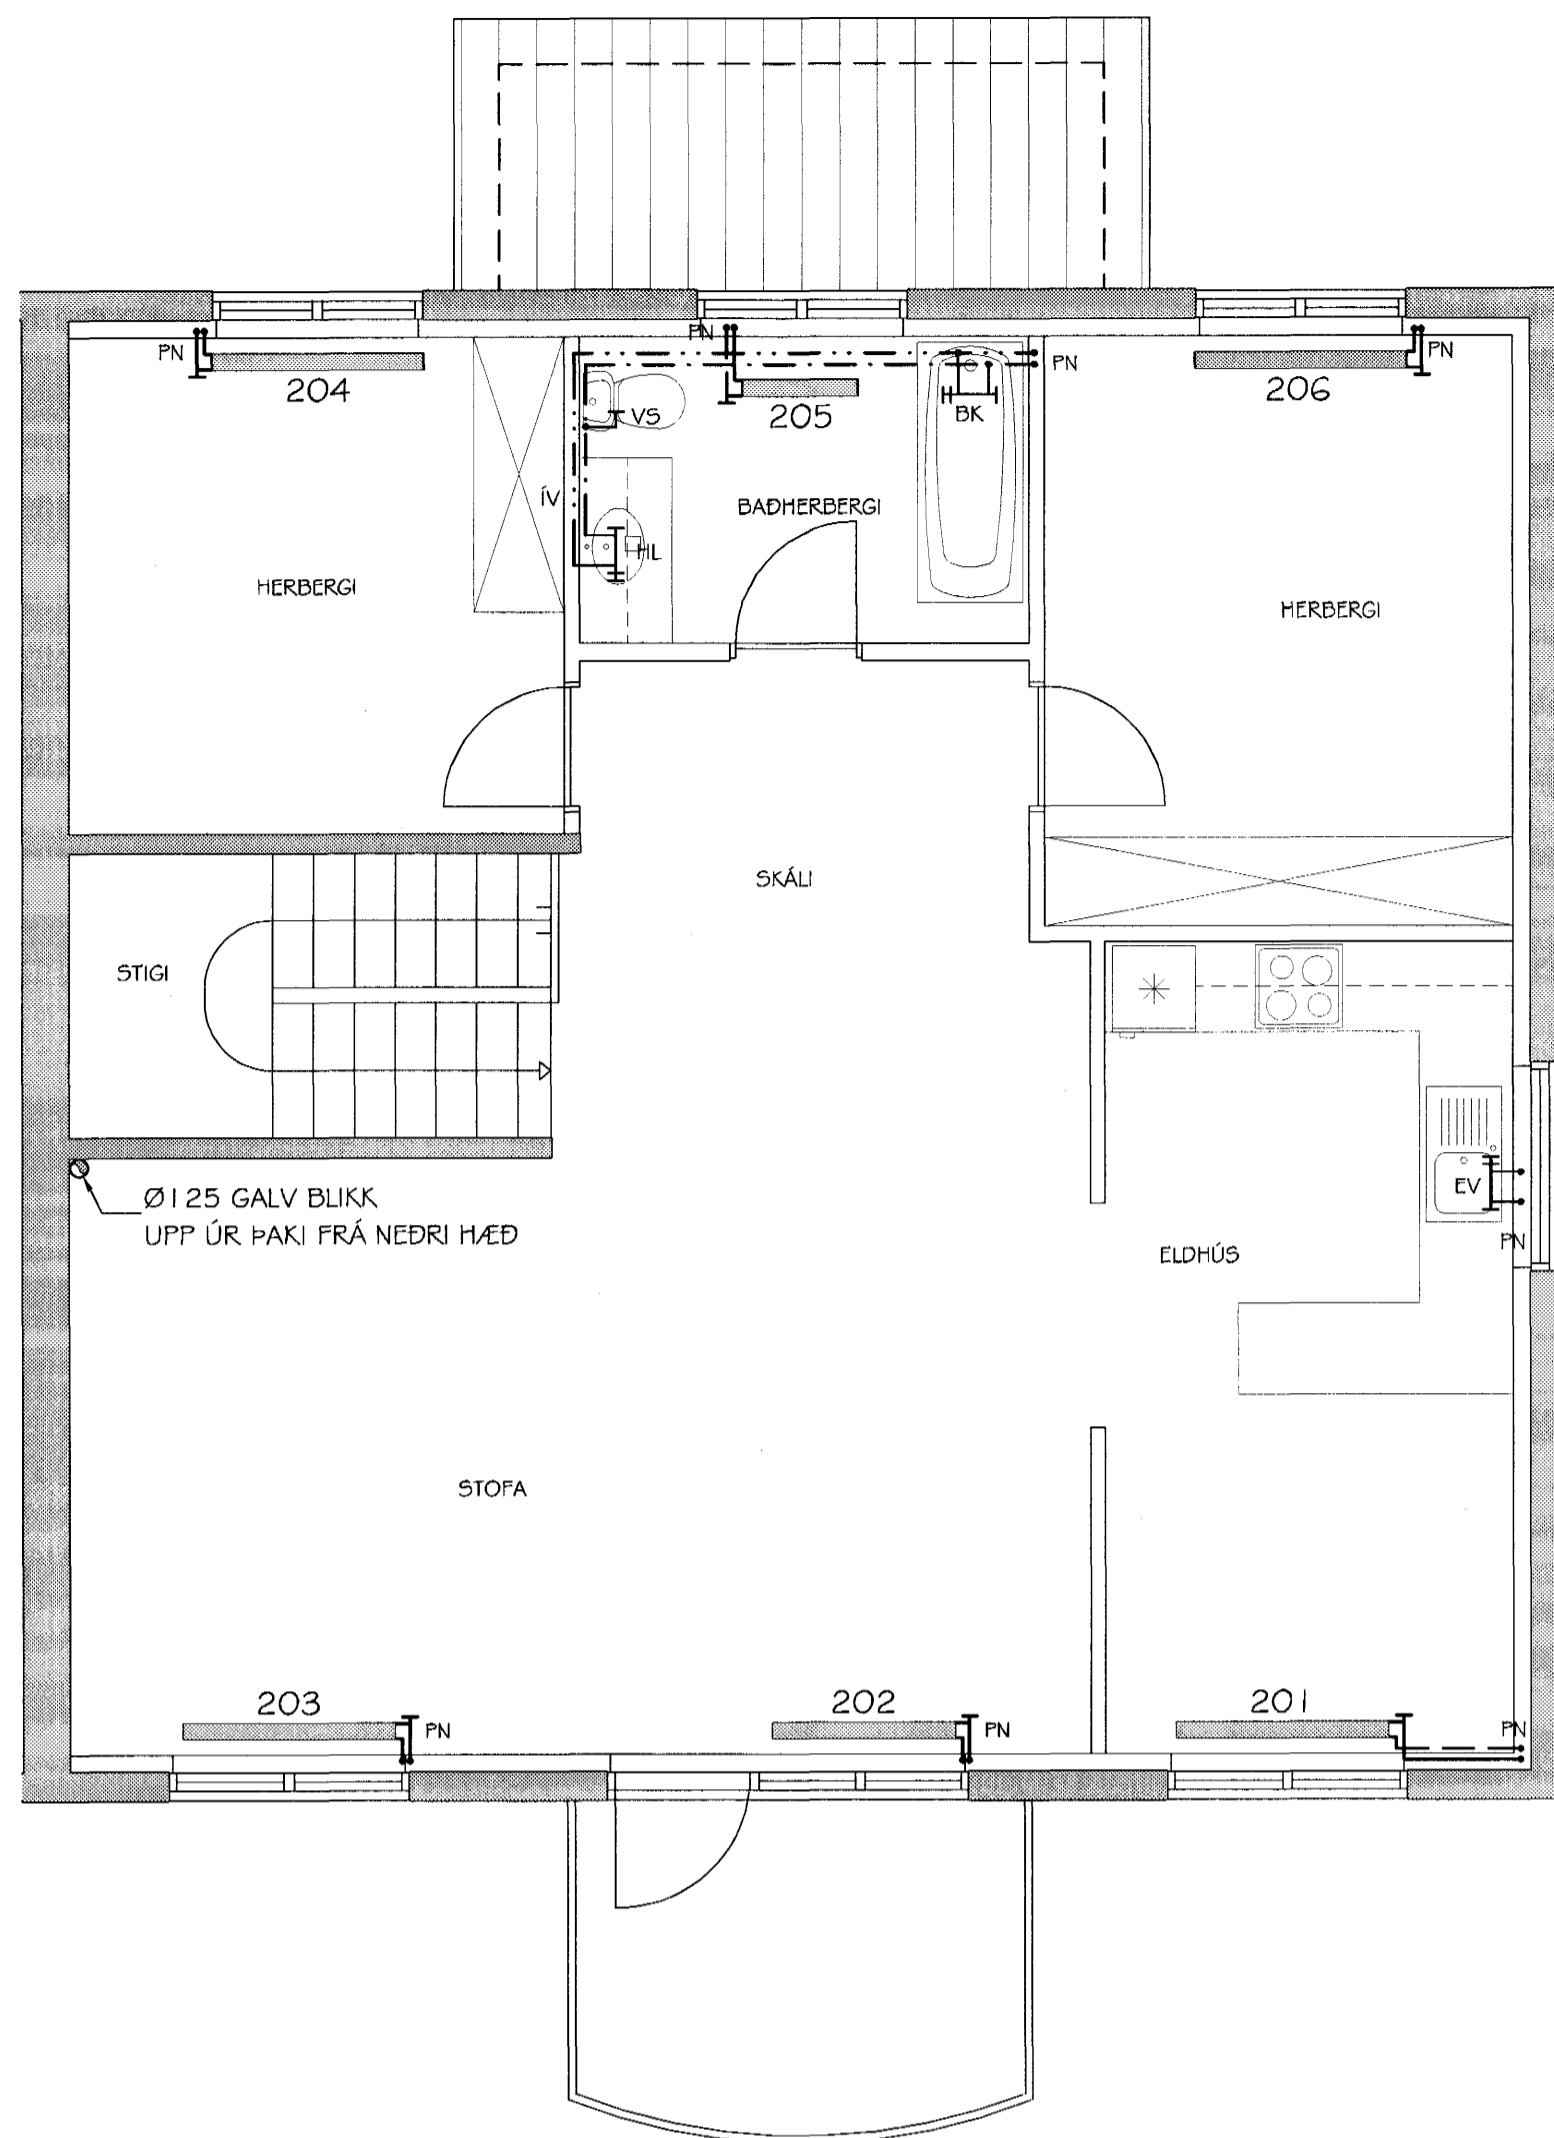 PN
PN
PN
PN
204
205
206
VS
BK
ÍV
BAÐHERBERGI
HL
HERBERGI
HERBERGI
SKÁLI
STIGI
EV
Ø125 GALV BLIKK
UPP ÚR ÞAKI FRÁ NEÐRI HÆÐ
PN
ELDHÚS
STOFA
203
202
201
PN
PN
PN